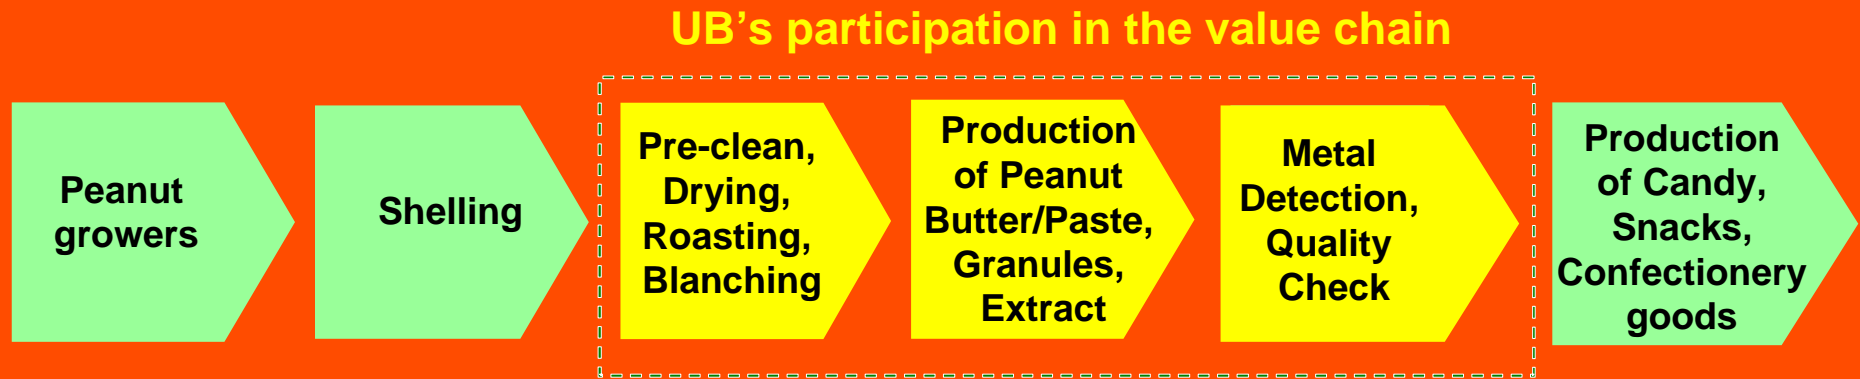 UB’s participation in the value chain
Peanut
growers
Shelling
Pre-clean,
Drying,
Roasting,
Blanching
Production
of Peanut
Butter/Paste,
Granules,
Extract
Metal
Detection,
Quality
Check
Production
of Candy,
Snacks,
Confectionery
goods